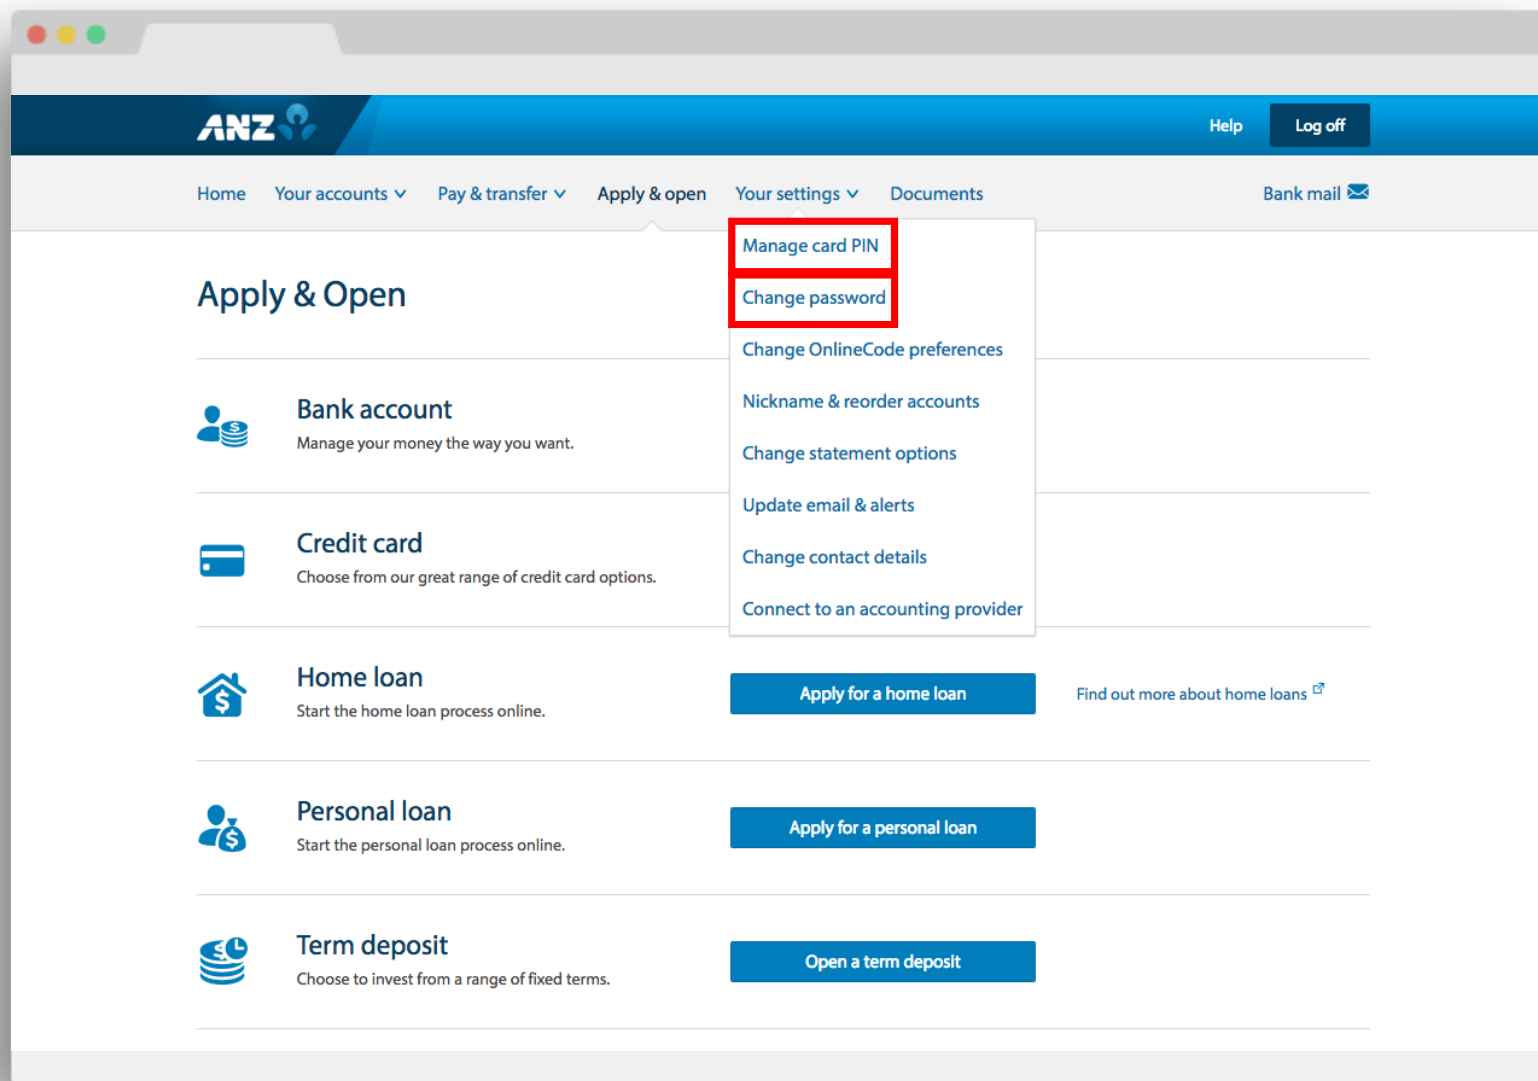 ANZ
Help
Log off
Home
Your accounts
Pay & transfer
Apply & open
Your settings
Documents
Bank mail
Manage card PIN
Change password
Change OnlineCode preferences
Nickname & reorder accounts
Change statement options
Update email & alerts
Change contact details
Connect to an accounting provider
Apply & Open
Bank account
Manage your money the way you want.
Credit card
Choose from our great range of credit card options.
Home loan
Start the home loan process online.
Apply for a home loan
Find out more about home loans
Personal loan
Start the personal loan process online.
Apply for a personal loan
Term deposit
Choose to invest from a range of fixed terms.
Open a term deposit